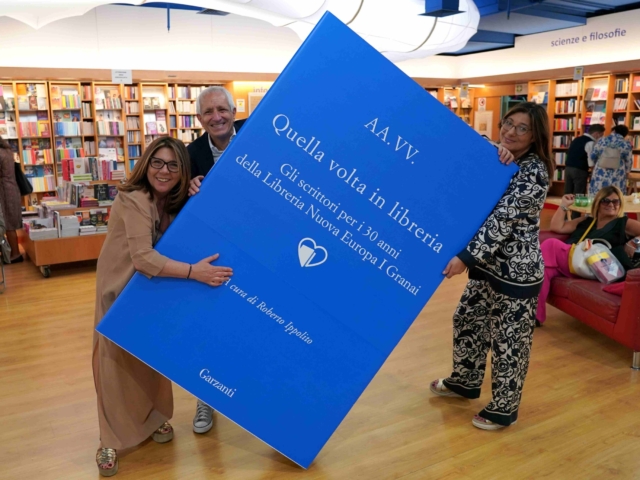 scienze e filosofie
AA. VV.
Quella volta in libreria
Gli scrittori per i 30 anni
della Libreria Nuova Europa I Granai
A cura di Roberto Ippolito
Garzanti